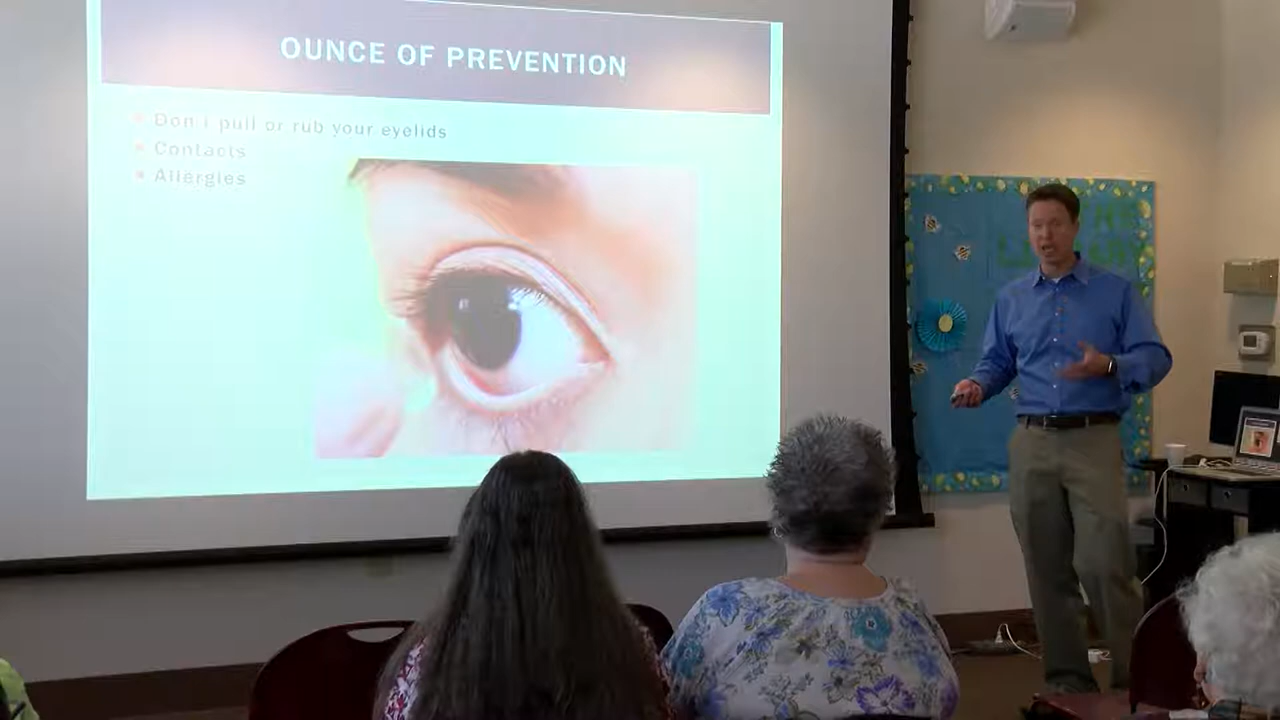 OUNCE OF PREVENTION
Don't pull or rub your eyelids
Contacts
Allergies